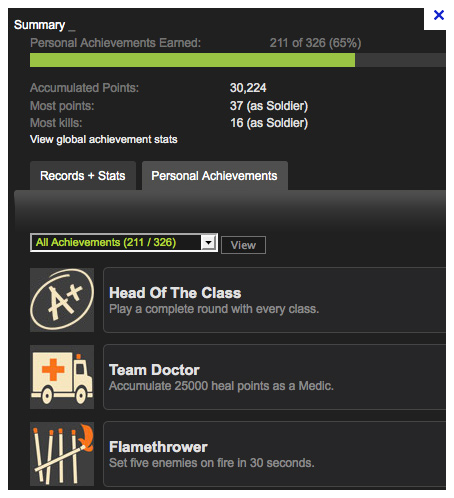 Summary _
Personal Achievements Earned: 211 of 326 (65%)
Accumulated Points: 30,224
Most points: 37 (as Soldier)
Most kills: 16 (as Soldier)
View global achievement stats
Records + Stats Personal Achievements
All Achievements (211 / 326) View
A+
Head Of The Class
Play a complete round with every class.
Team Doctor
Accumulate 25000 heal points as a Medic.
Flamethrower
Set five enemies on fire in 30 seconds.